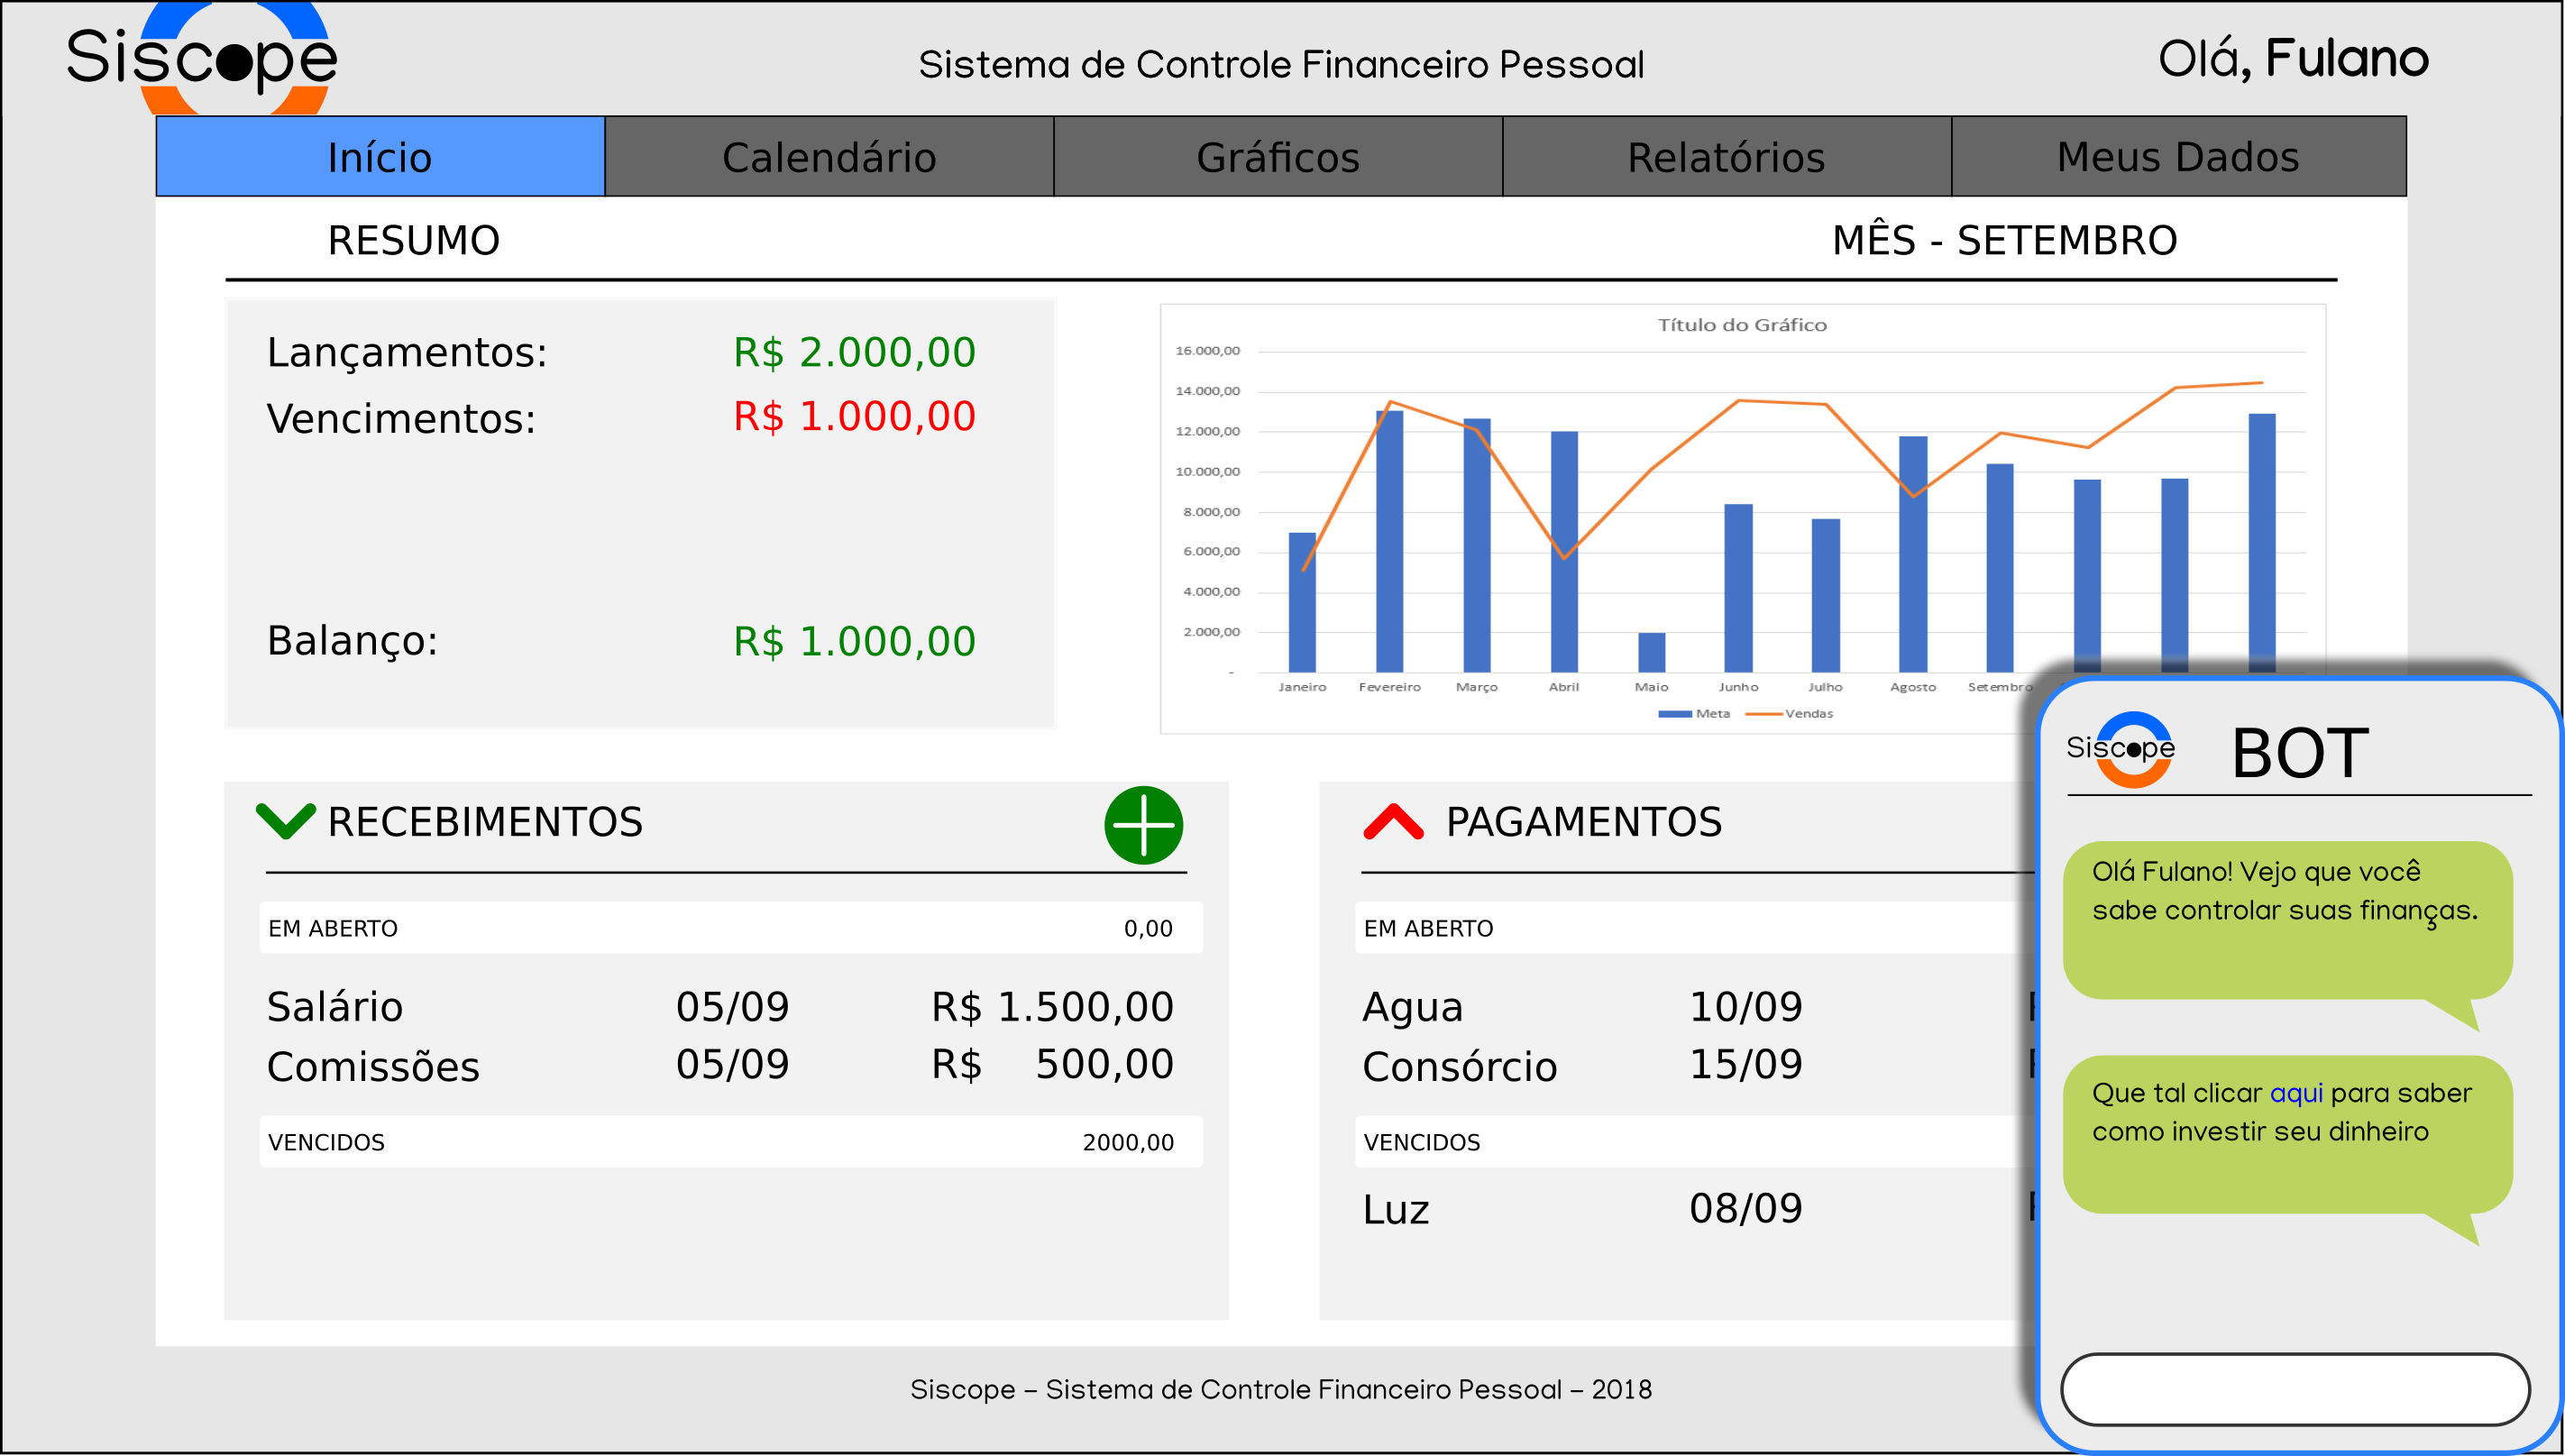 Siscope
Sistema de Controle Financeiro Pessoal
Olá, Fulano
Início
Calendário
Gráficos
Relatórios
Meus Dados
RESUMO
MÊS - SETEMBRO
Lançamentos: R$ 2.000,00
Vencimentos: R$ 1.000,00
Balanço: R$ 1.000,00
Título do Gráfico
16.000,00
14.000,00
12.000,00
10.000,00
8.000,00
6.000,00
4.000,00
2.000,00
-
Janeiro Fevereiro Março Abril Maio Junho Julho Agosto Setembro
Meta Vendas
RECEBIMENTOS
EM ABERTO 0,00
Salário 05/09 R$ 1.500,00
Comissões 05/09 R$ 500,00
VENCIDOS 2000,00
PAGAMENTOS
EM ABERTO
Agua 10/09
Consórcio 15/09
VENCIDOS
Luz 08/09
Siscope BOT
Olá Fulano! Vejo que você
sabe controlar suas finanças.
Que tal clicar aqui para saber
como investir seu dinheiro
Siscope - Sistema de Controle Financeiro Pessoal - 2018